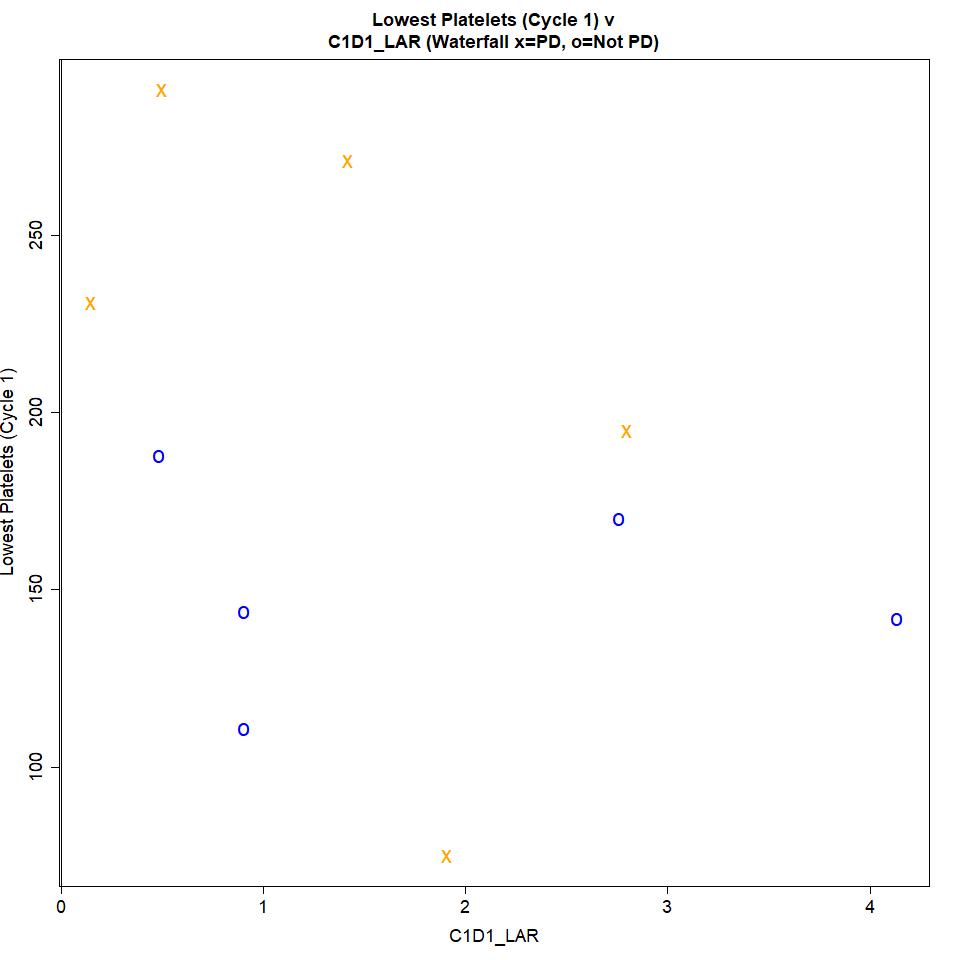 Lowest Platelets (Cycle 1) v
C1D1_LAR (Waterfall x=PD, o=Not PD)
Lowest Platelets (Cycle 1)
250
200
150
100
x
x
x
x
o
o
o
o
o
x
0 1 2 3 4
C1D1_LAR